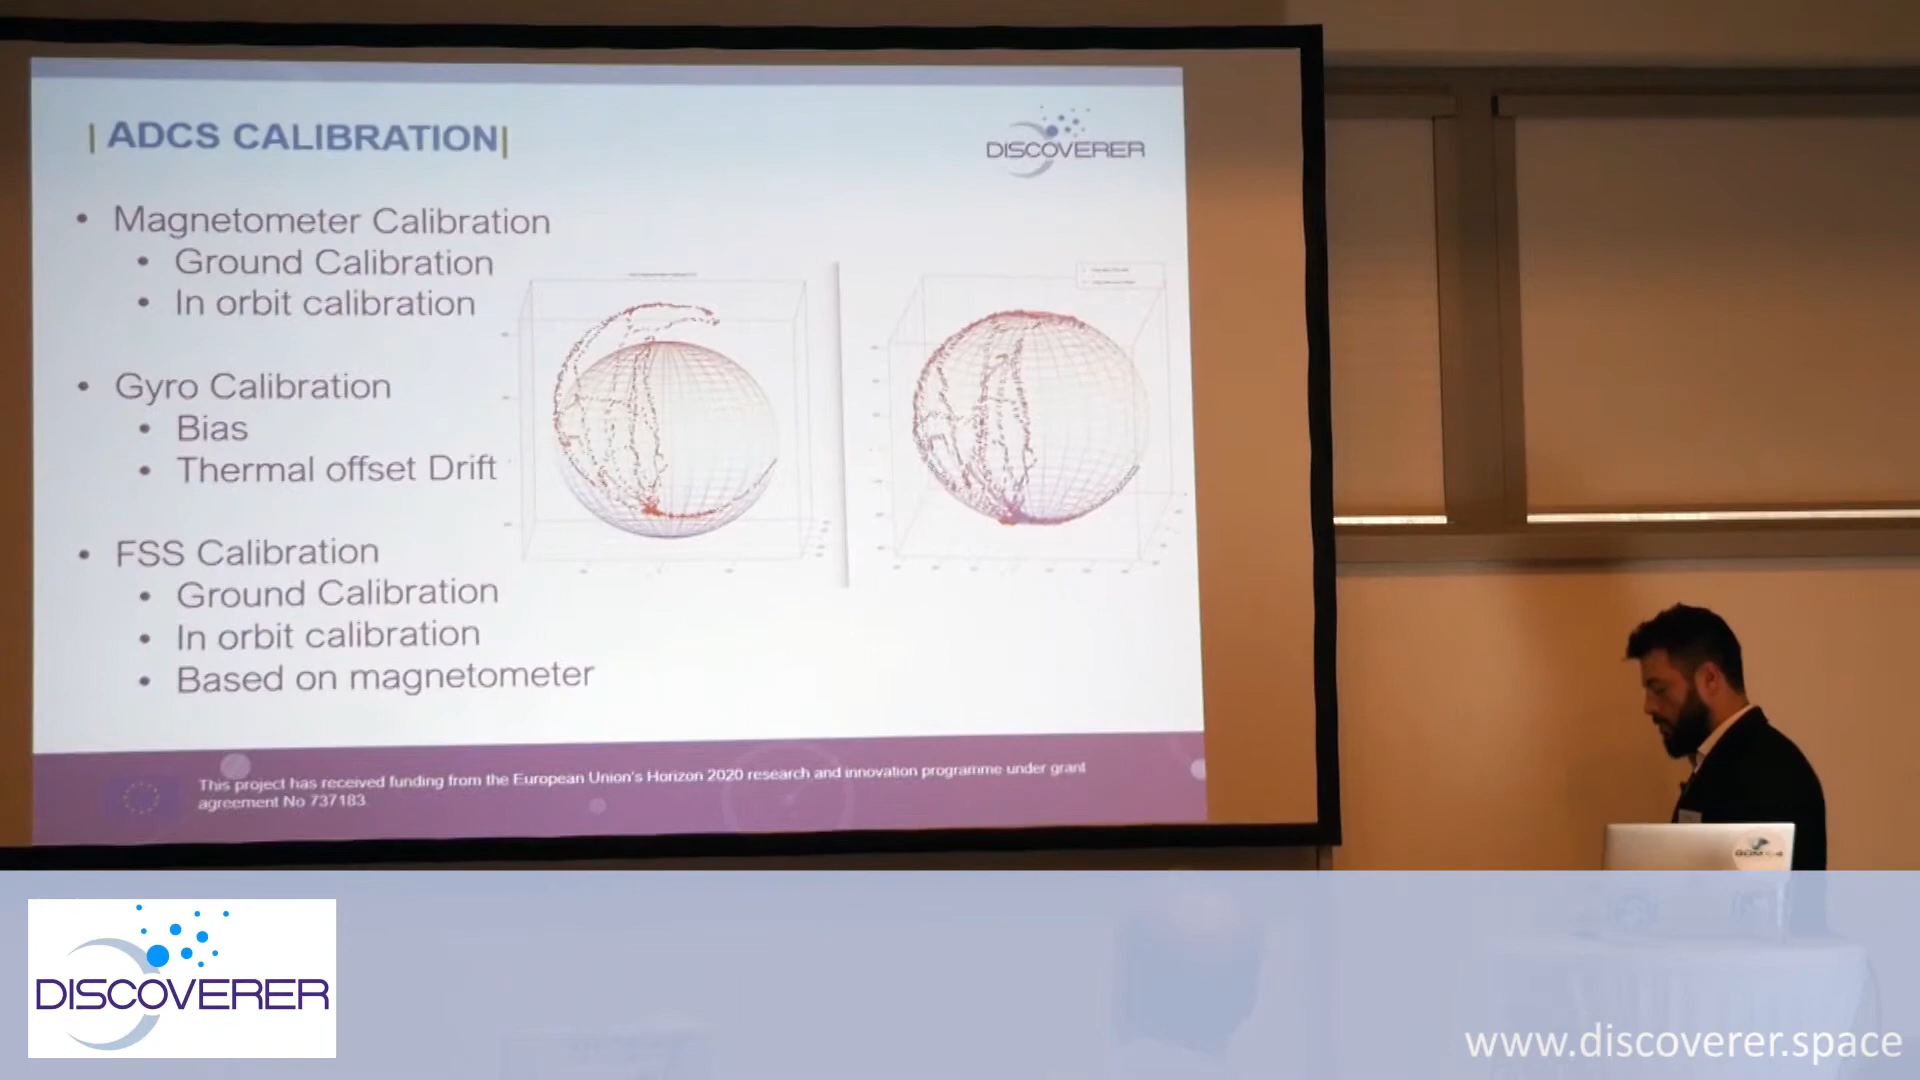 | ADCS CALIBRATION|
DISCOVERER
• Magnetometer Calibration
• Ground Calibration
• In orbit calibration
• Gyro Calibration
• Bias
• Thermal offset Drift
• FSS Calibration
• Ground Calibration
• In orbit calibration
• Based on magnetometer
This project has received funding from the European Union's Horizon 2020 research and innovation programme under grant
agreement No 737183
DISCOVERER
www.discoverer.space